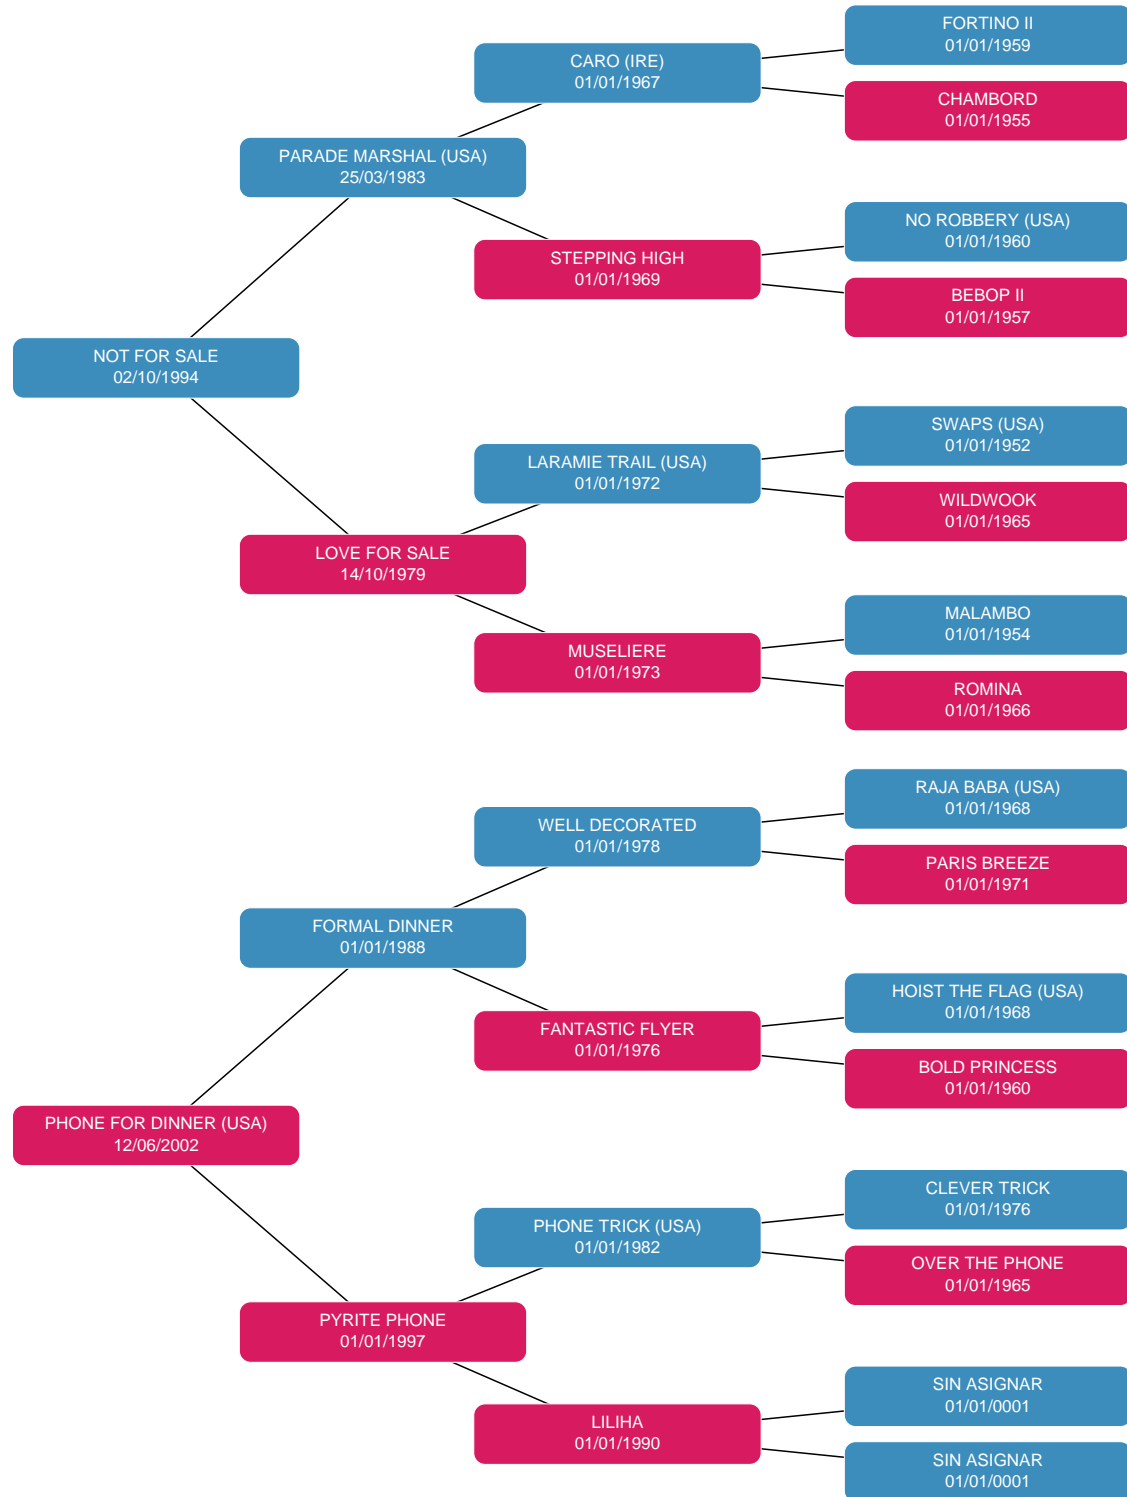 FORTINO II
01/01/1959
CARO (IRE)
01/01/1967
CHAMBORD
01/01/1955
PARADE MARSHAL (USA)
25/03/1983
NO ROBBERY (USA)
01/01/1960
STEPPING HIGH
01/01/1969
BEBOP II
01/01/1957
NOT FOR SALE
02/10/1994
SWAPS (USA)
01/01/1952
LARAMIE TRAIL (USA)
01/01/1972
WILDWOOK
01/01/1965
LOVE FOR SALE
14/10/1979
MALAMBO
01/01/1954
MUSELIERE
01/01/1973
ROMINA
01/01/1966
RAJA BABA (USA)
01/01/1968
WELL DECORATED
01/01/1978
PARIS BREEZE
01/01/1971
FORMAL DINNER
01/01/1988
HOIST THE FLAG (USA)
01/01/1968
FANTASTIC FLYER
01/01/1976
BOLD PRINCESS
01/01/1960
PHONE FOR DINNER (USA)
12/06/2002
CLEVER TRICK
01/01/1976
PHONE TRICK (USA)
01/01/1982
OVER THE PHONE
01/01/1965
PYRITE PHONE
01/01/1997
SIN ASIGNAR
01/01/0001
LILIHA
01/01/1990
SIN ASIGNAR
01/01/0001